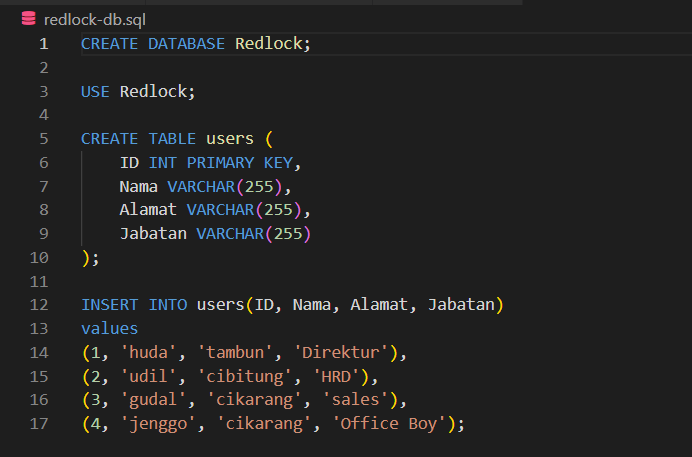 redlock-db.sql
1 CREATE DATABASE Redlock;
2
3 USE Redlock;
4
5 CREATE TABLE users (
6 ID INT PRIMARY KEY,
7 Nama VARCHAR(255),
8 Alamat VARCHAR(255),
9 Jabatan VARCHAR(255)
10 );
11
12 INSERT INTO users(ID, Nama, Alamat, Jabatan)
13 values
14 (1, 'huda', 'tambun', 'Direktur'),
15 (2, 'udil', 'cibitung', 'HRD'),
16 (3, 'gudal', 'cikarang', 'sales'),
17 (4, 'jenggo', 'cikarang', 'Office Boy');